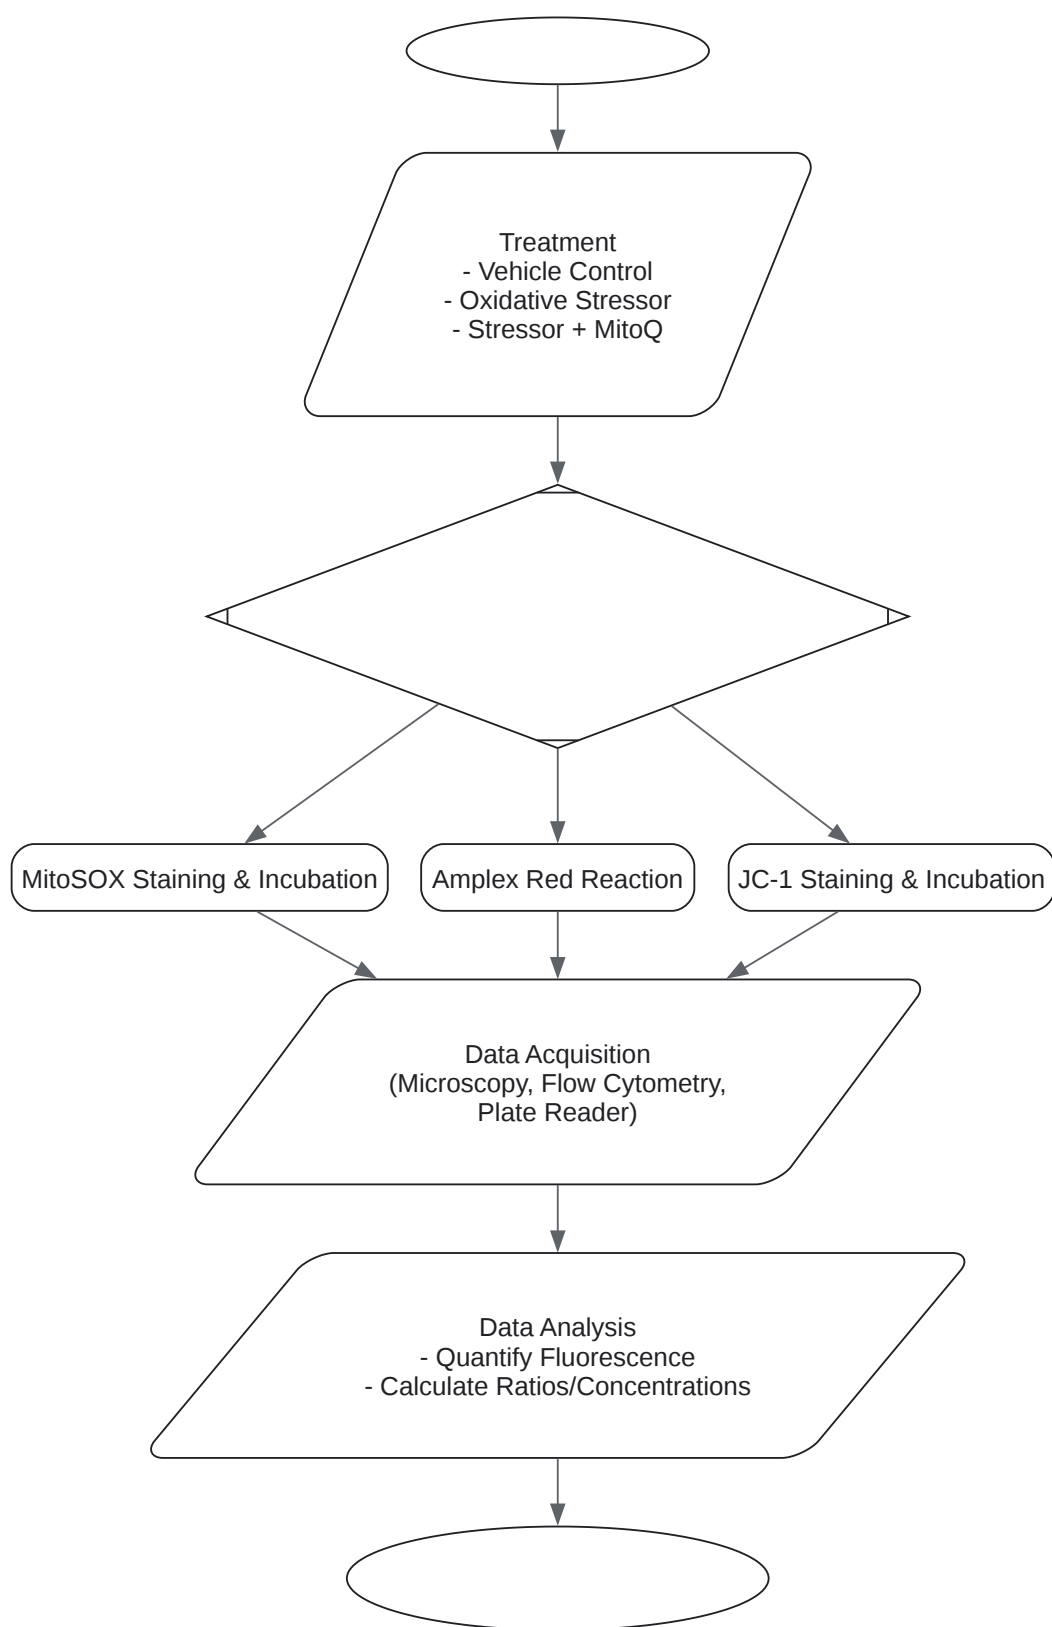 Treatment
- Vehicle Control
- Oxidative Stressor
- Stressor + MitoQ
MitoSOX Staining & Incubation
Amplex Red Reaction
JC-1 Staining & Incubation
Data Acquisition
(Microscopy, Flow Cytometry,
Plate Reader)
Data Analysis
- Quantify Fluorescence
- Calculate Ratios/Concentrations